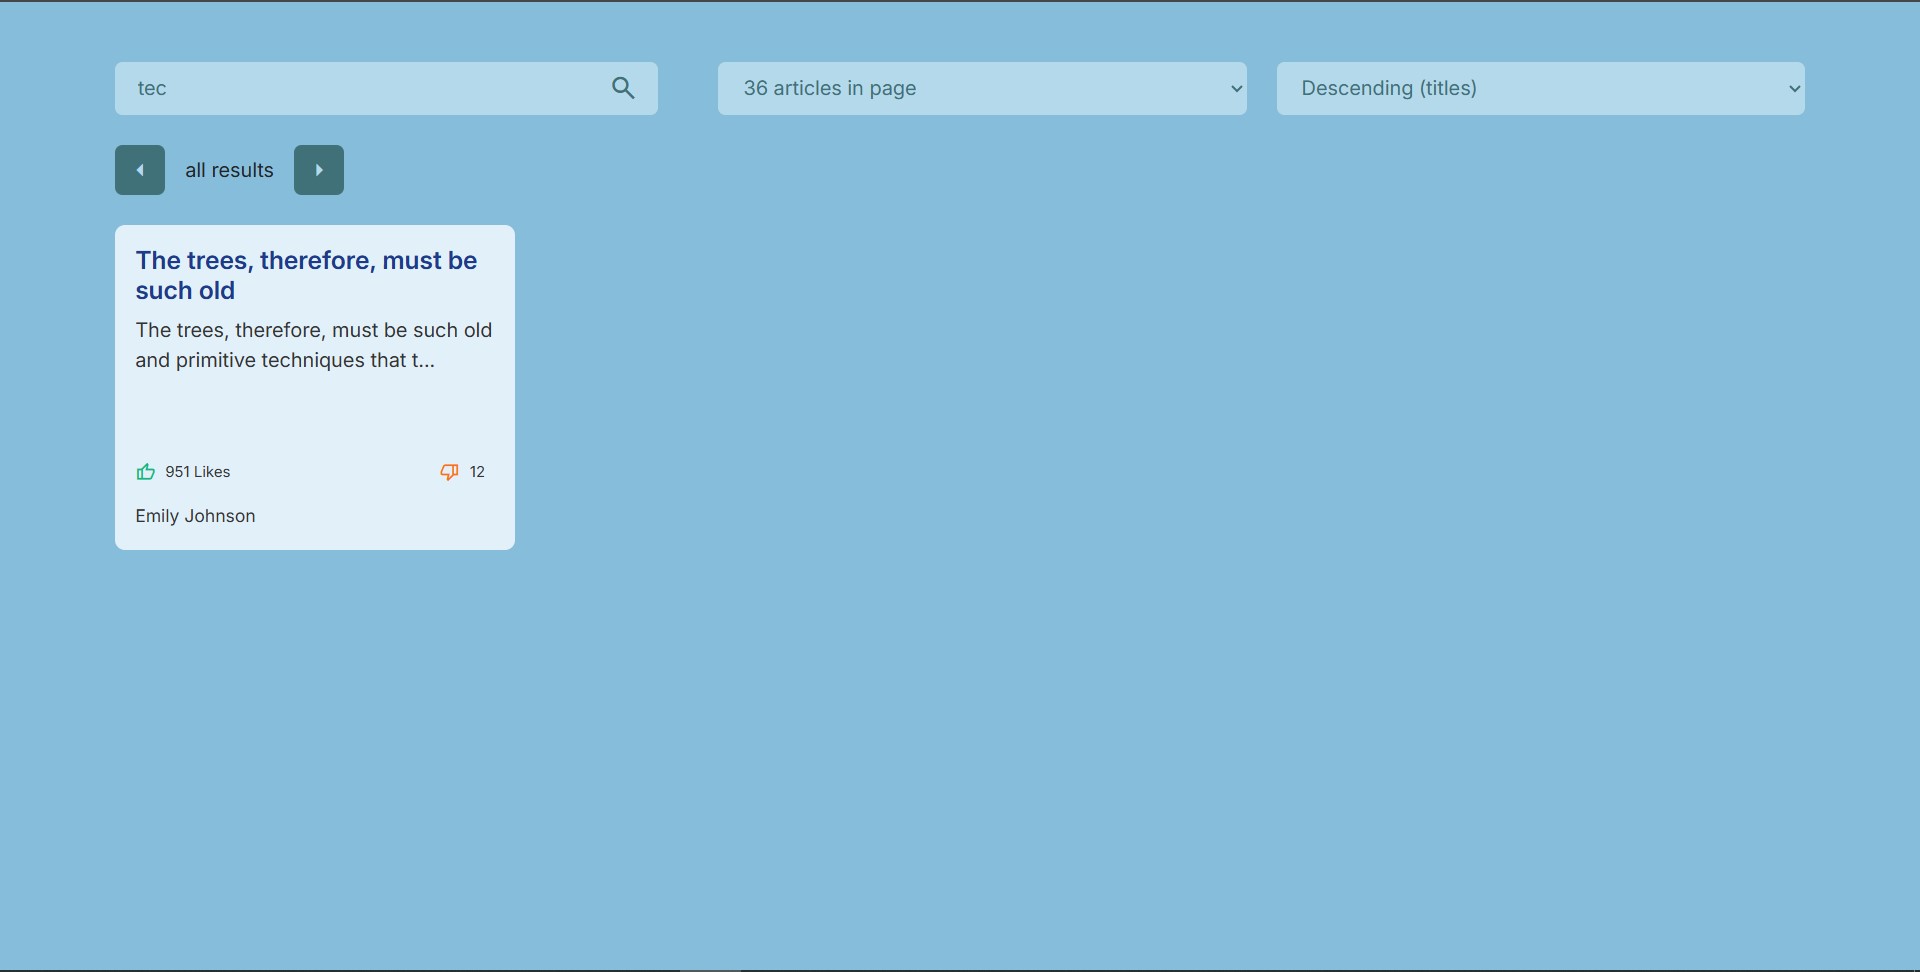 tec
36 articles in page
Descending (titles)
all results
The trees, therefore, must be
such old
The trees, therefore, must be such old
and primitive techniques that t...
951 Likes
12
Emily Johnson